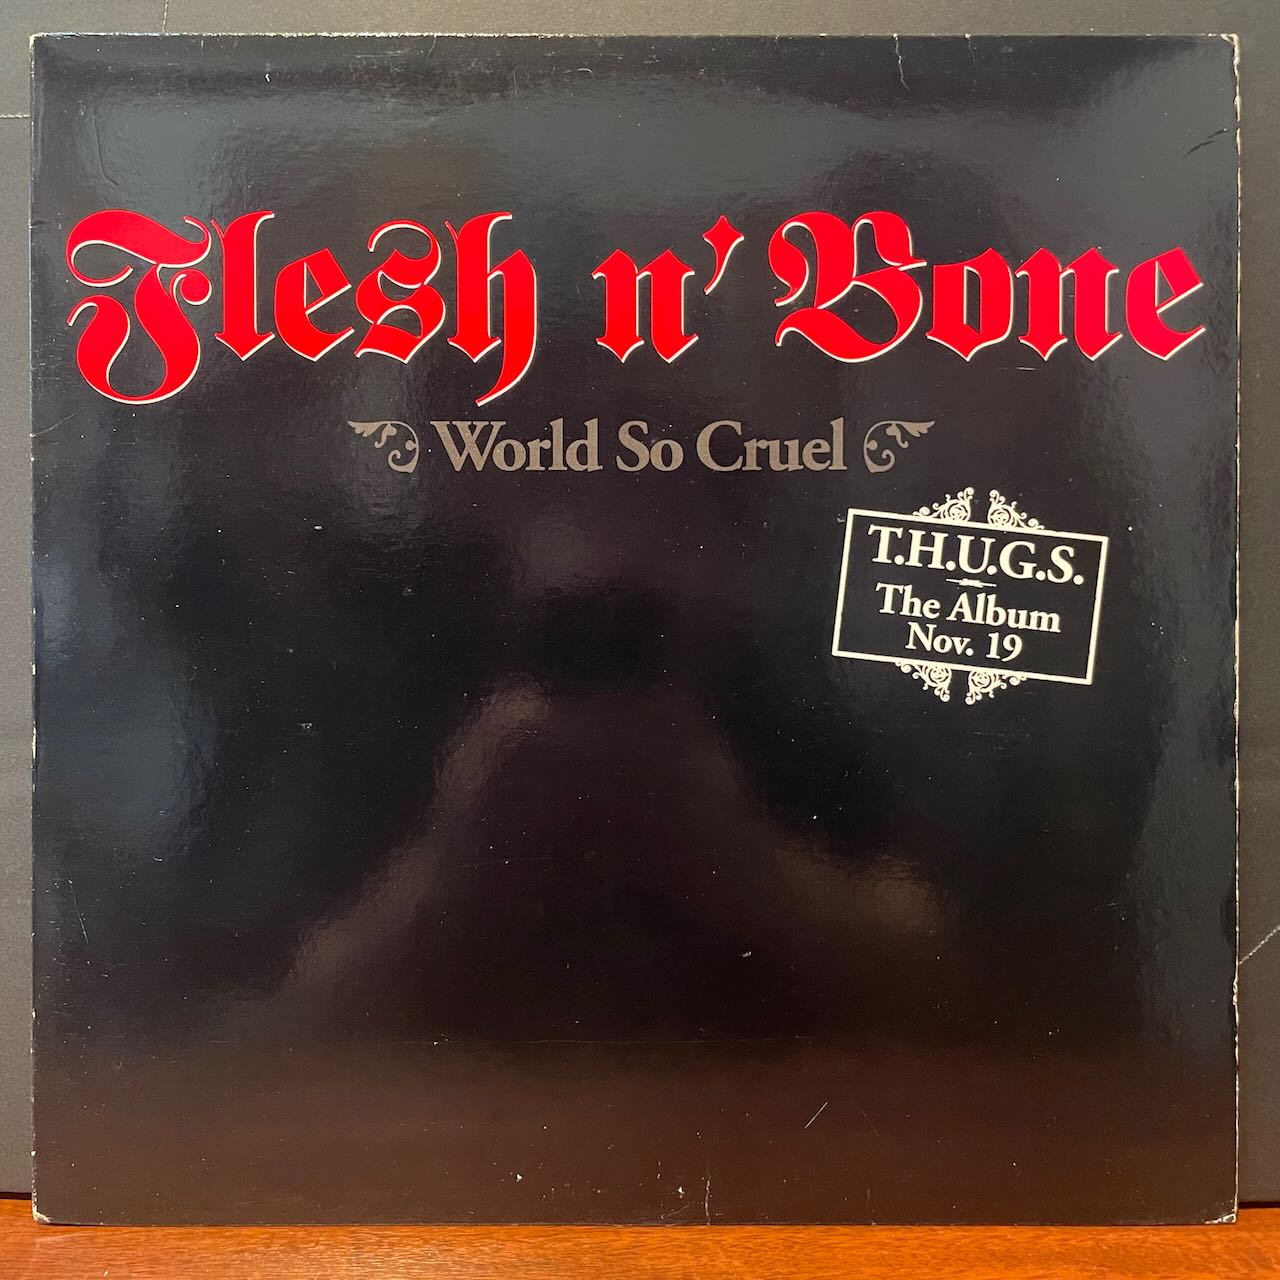 Flesh n' Bone
World So Cruel
T.H.U.G.S.
The Album
Nov. 19